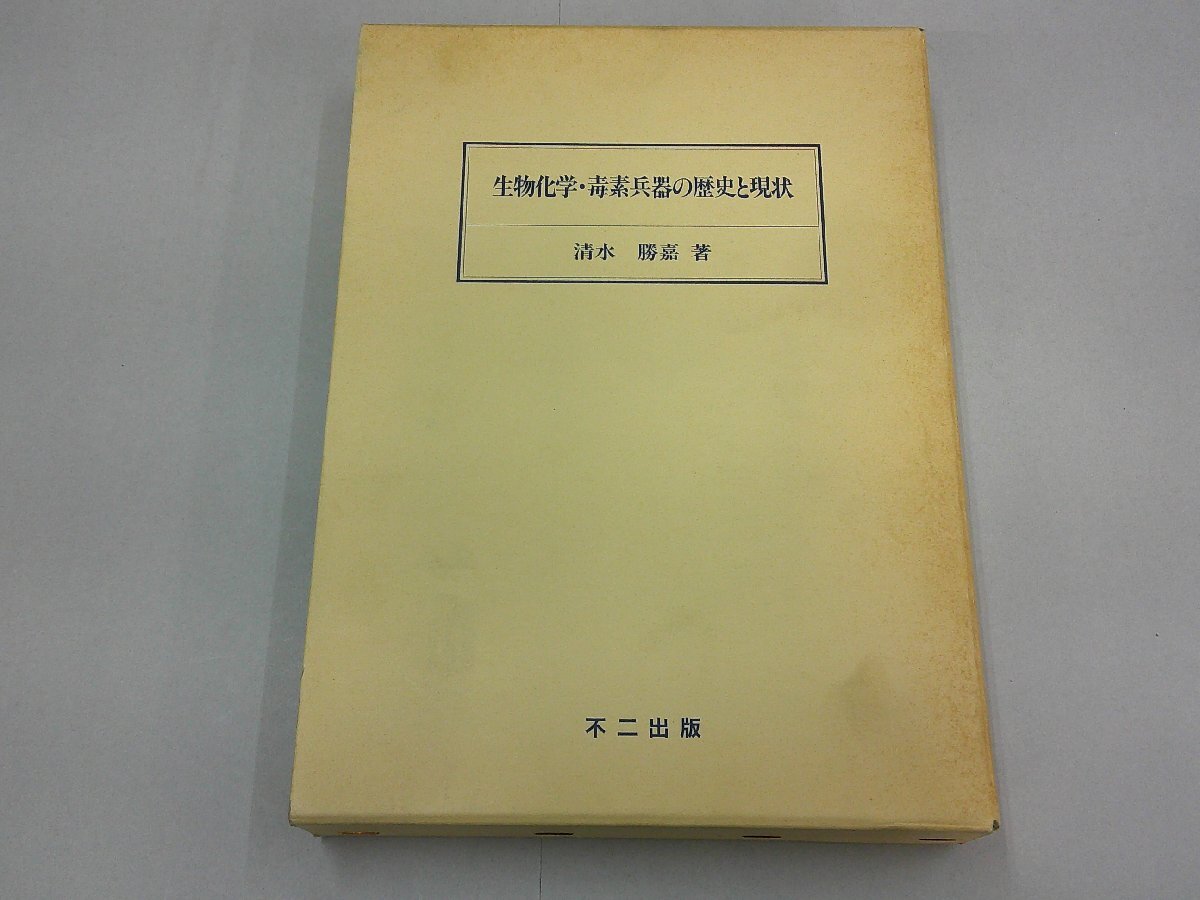 生物化学・毒素兵器の歴史と現状
清水 勝嘉 著
不二出版